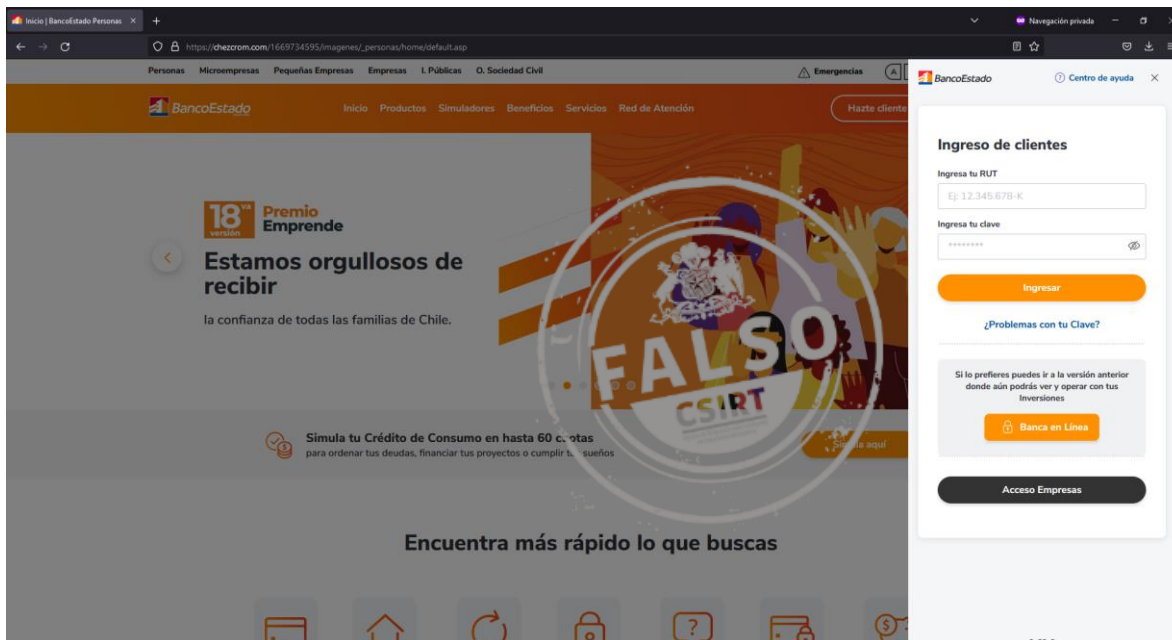 Inicio | BancoEstado Personas
Navegación privada
https://chezcrom.com/1669734595/imagenes/_personas/home/default.asp
Personas Microempresas Pequeñas Empresas Empresas I. Públicas O. Sociedad Civil
Emergencias A
BancoEstado
Inicio Productos Simuladores Beneficios Servicios Red de Atención
Hazte cliente
18va versión
Premio Emprende
Estamos orgullosos de
recibir
la confianza de todas las familias de Chile.
FALSO
CSIRT
Simula tu Crédito de Consumo en hasta 60
para ordenar tus deudas, financiar tus proyectos o cumplir sueños
aquí
Encuentra más rápido lo que buscas
BancoEstado
Centro de ayuda
Ingreso de clientes
Ingresa tu RUT
Ej: 12.345.678-K
Ingresa tu clave
********
Ingresar
¿Problemas con tu Clave?
Si lo prefieres puedes ir a la versión anterior
donde aún podrás ver y operar con tus
Inversiones
Banca en Línea
Acceso Empresas